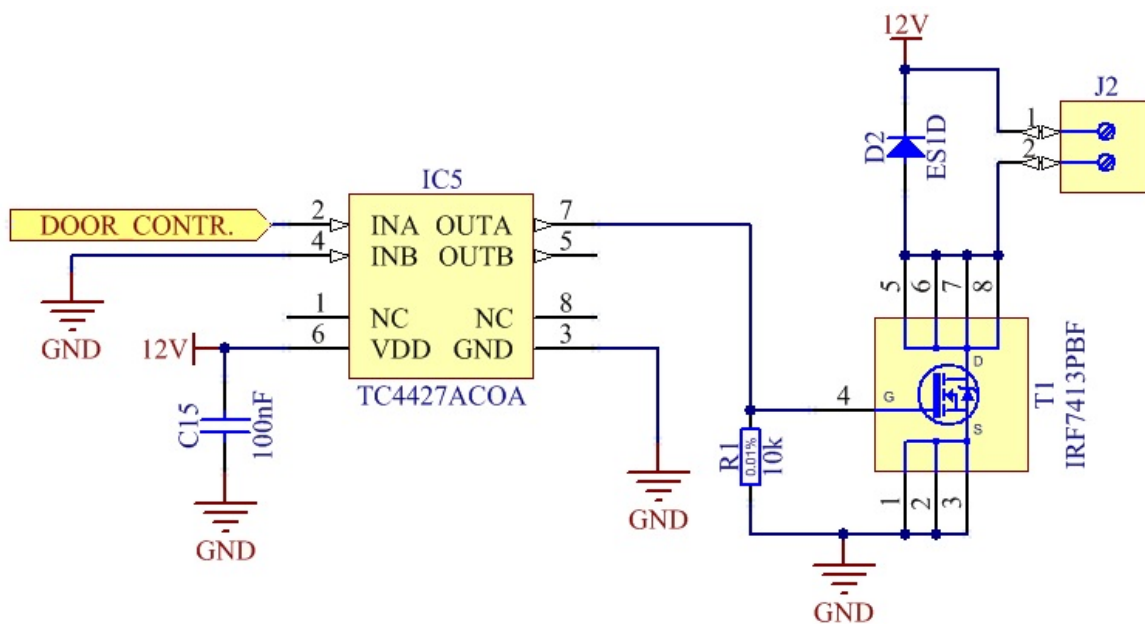 12V
J2
1
2
D2
ES1D
IC5
DOOR_CONTR.
2
INA
OUTA
7
4
INB
OUTB
5
GND
1
NC
NC
8
12V
6
VDD
GND
3
TC4427ACOA
C15
100nF
GND
GND
5
6
7
8
D
4
G
S
T1
IRF7413PBF
R1
0.01%
10k
1
2
3
GND